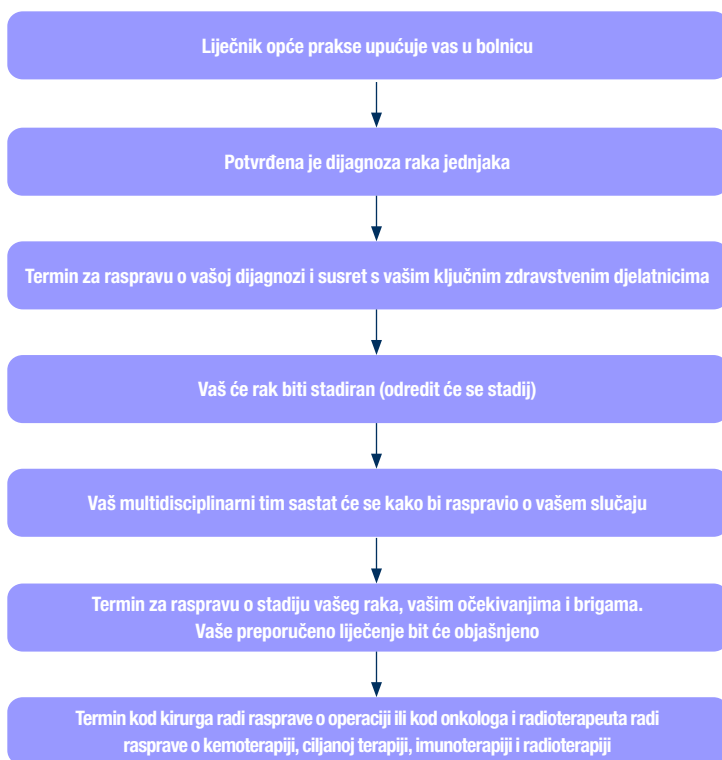 Liječnik opće prakse upućuje vas u bolnicu
Potvrđena je dijagnoza raka jednjaka
Termin za raspravu o vašoj dijagnozi i susret s vašim ključnim zdravstvenim djelatnicima
Vaš će rak biti stadiran (odredit će se stadij)
Vaš multidisciplinarni tim sastat će se kako bi raspravio o vašem slučaju
Termin za raspravu o stadiju vašeg raka, vašim očekivanjima i brigama.
Vaše preporučeno liječenje bit će objašnjeno
Termin kod kirurga radi rasprave o operaciji ili kod onkologa i radioterapeuta radi
rasprave o kemoterapiji, ciljanoj terapiji, imunoterapiji i radioterapiji